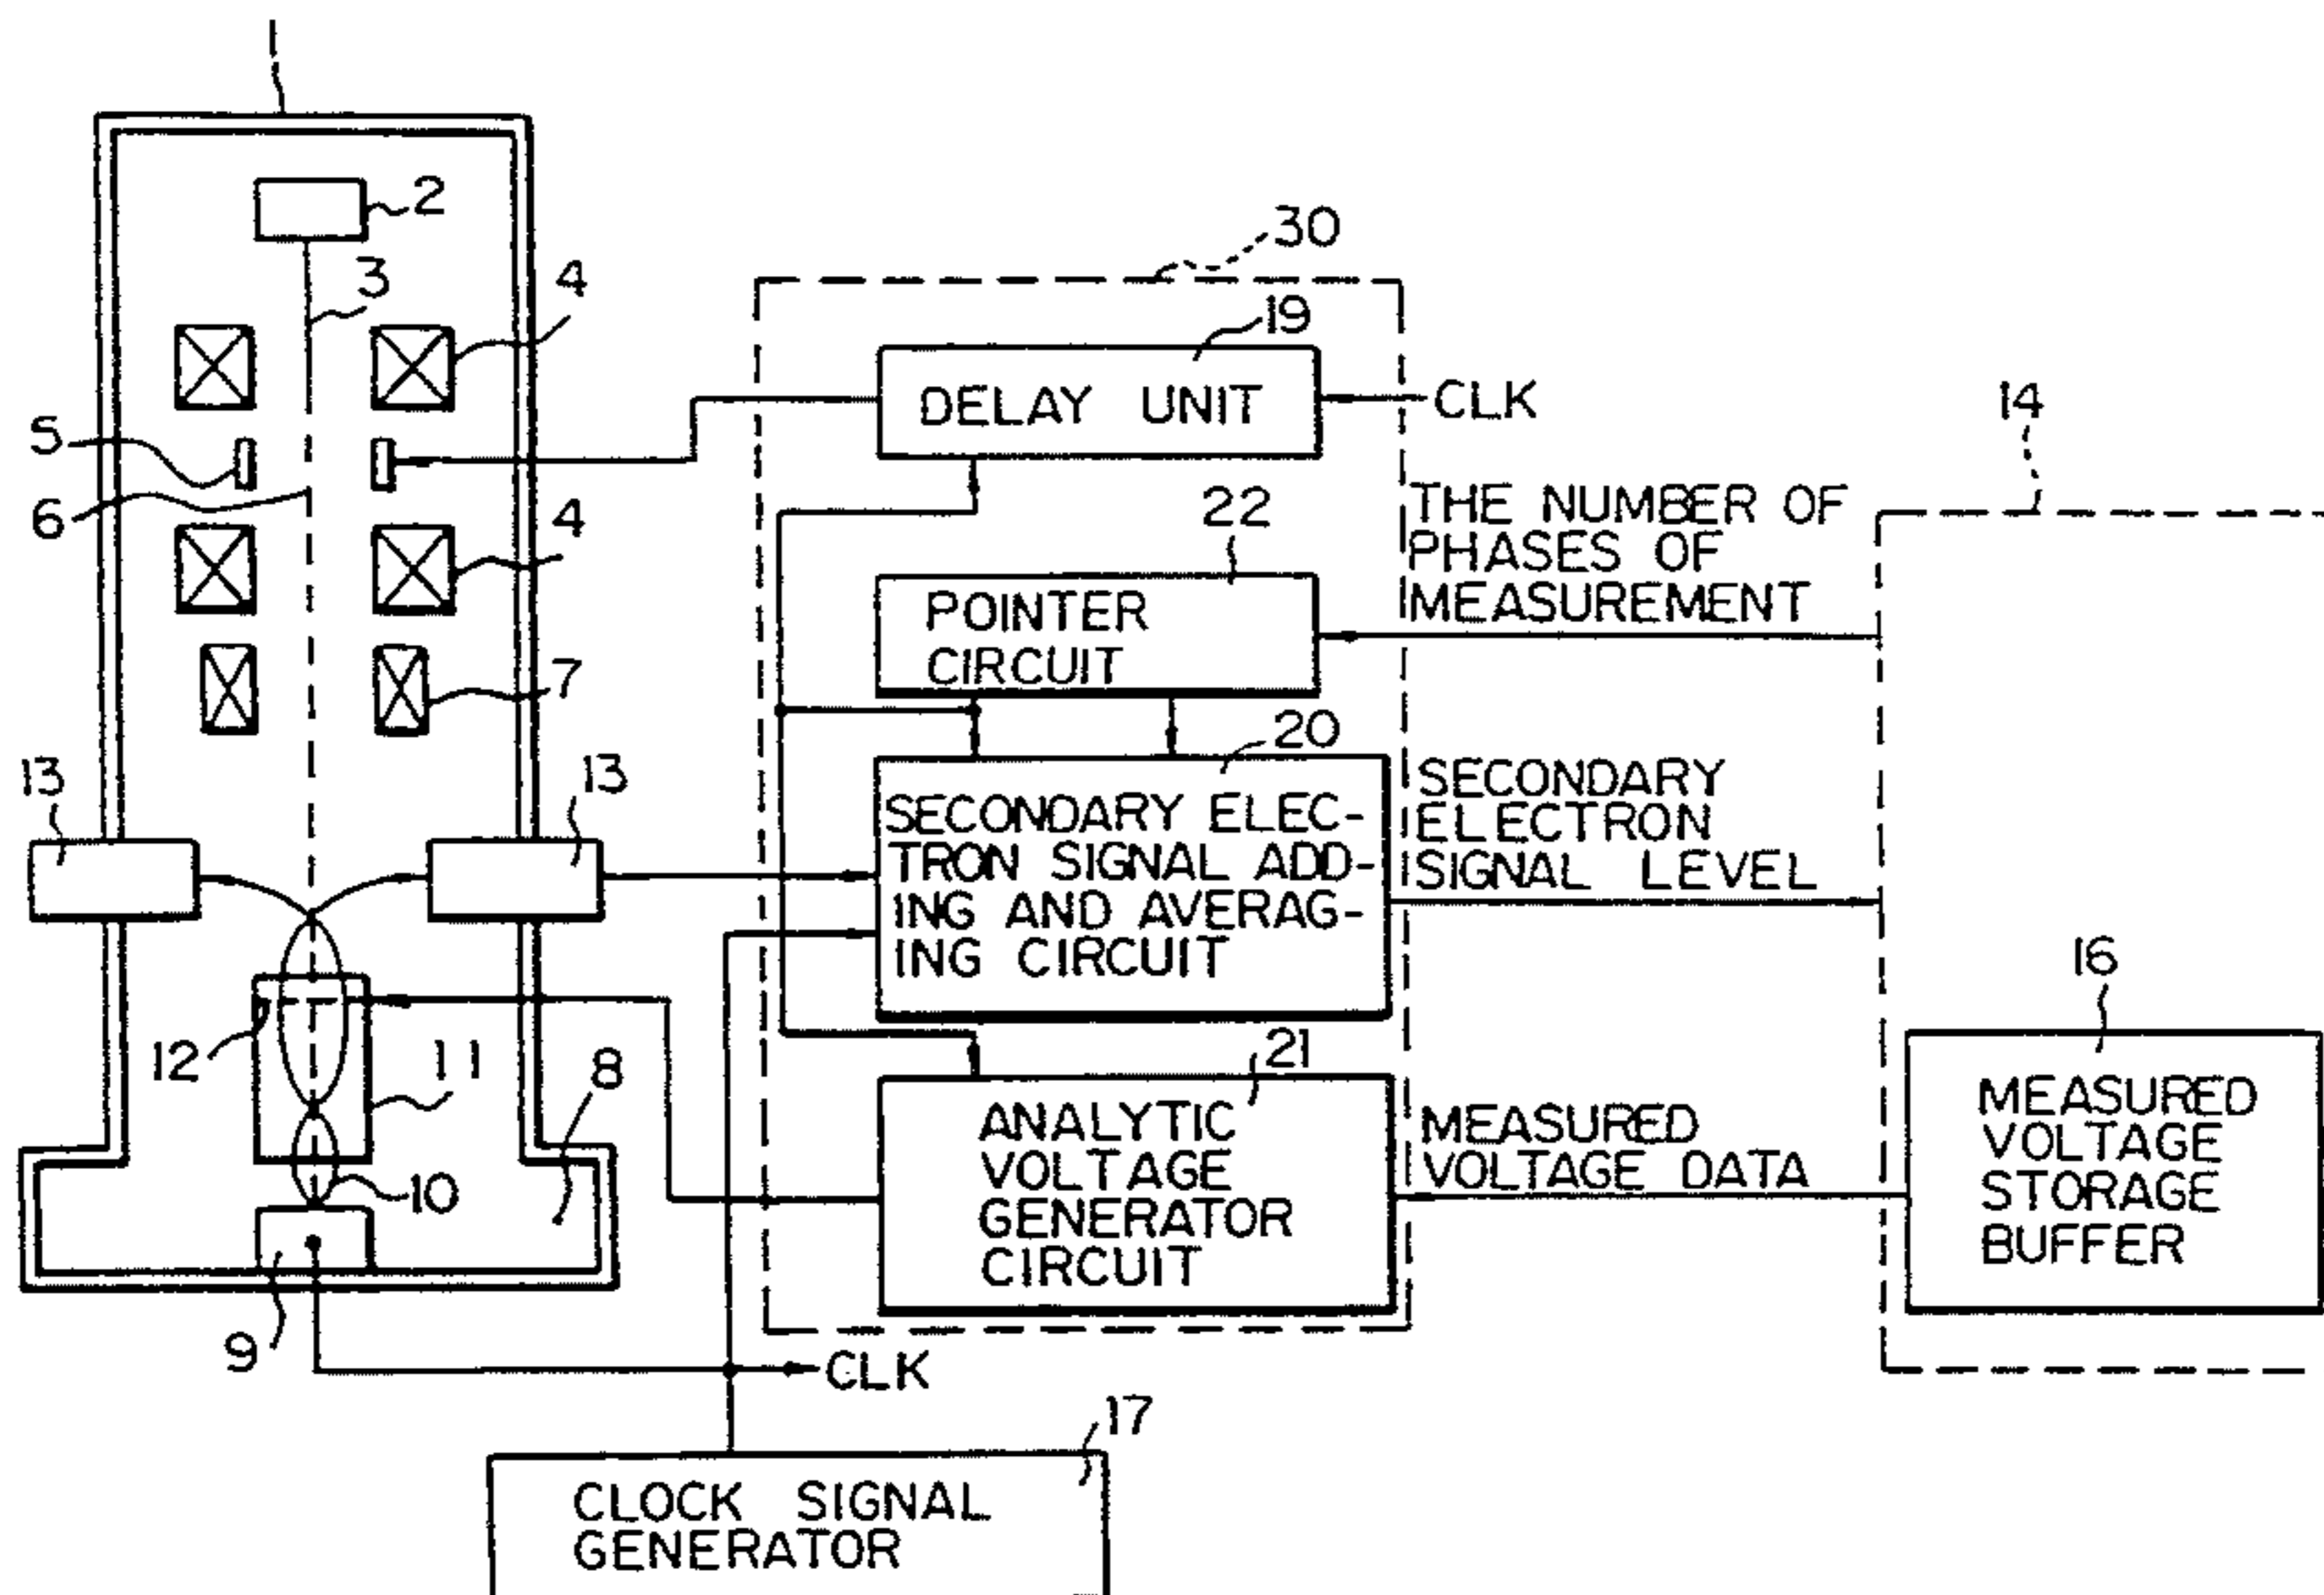 2
3
4
5
6
4
7
13
13
12
11
8
10
9
30
19
DELAY UNIT
CLK
22
POINTER
CIRCUIT
THE NUMBER OF
PHASES OF
MEASUREMENT
14
20
SECONDARY ELEC-
TRON SIGNAL ADD-
ING AND AVERAG-
ING CIRCUIT
SECONDARY
ELECTRON
SIGNAL LEVEL
21
ANALYTIC
VOLTAGE
GENERATOR
CIRCUIT
MEASURED
VOLTAGE DATA
16
MEASURED
VOLTAGE
STORAGE
BUFFER
CLK
17
CLOCK SIGNAL
GENERATOR